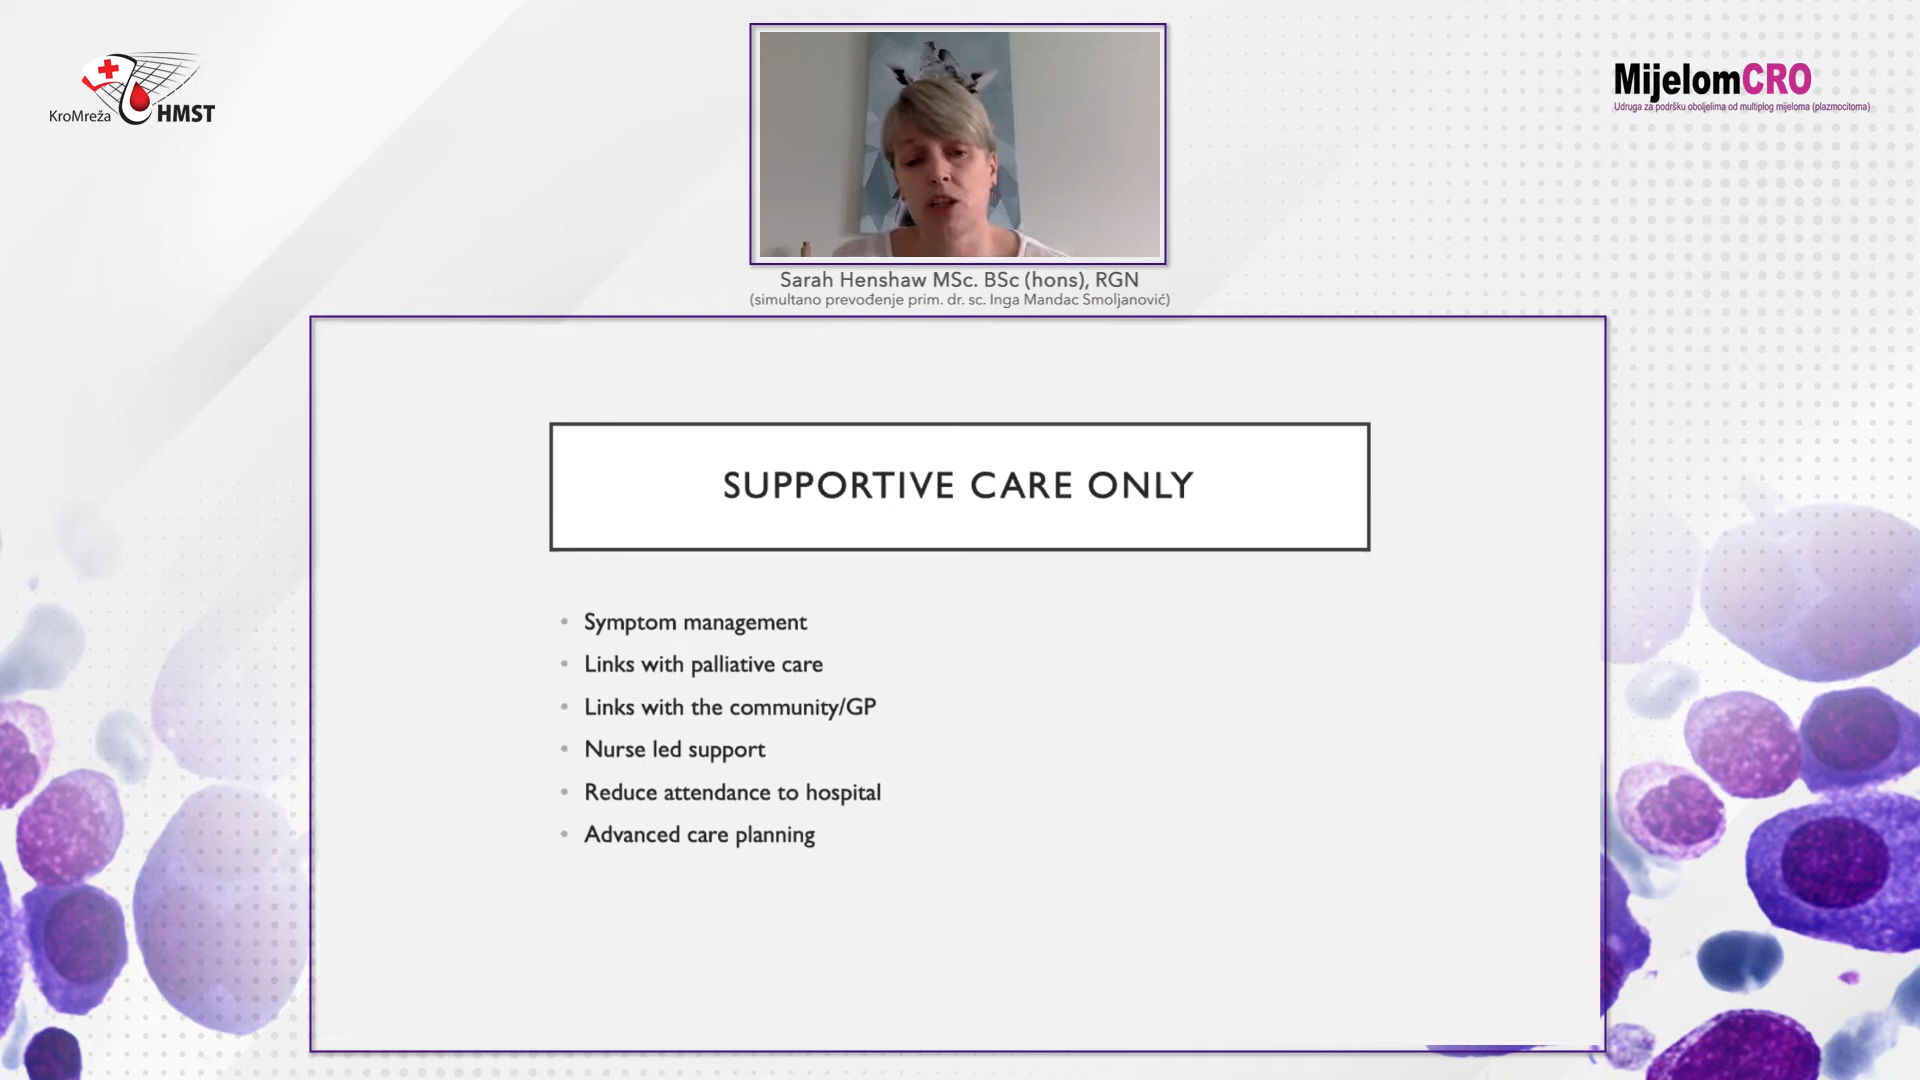 KroMreža HMST
MijelomCRO
Udruga za podršku oboljelima od multiplog mijeloma (plazmocitoma)
Sarah Henshaw MSc. BSc (hons), RGN
(simultano prevođenje prim. dr. sc. Inga Mandac Smoljanović)
SUPPORTIVE CARE ONLY
• Symptom management
• Links with palliative care
• Links with the community/GP
• Nurse led support
• Reduce attendance to hospital
• Advanced care planning